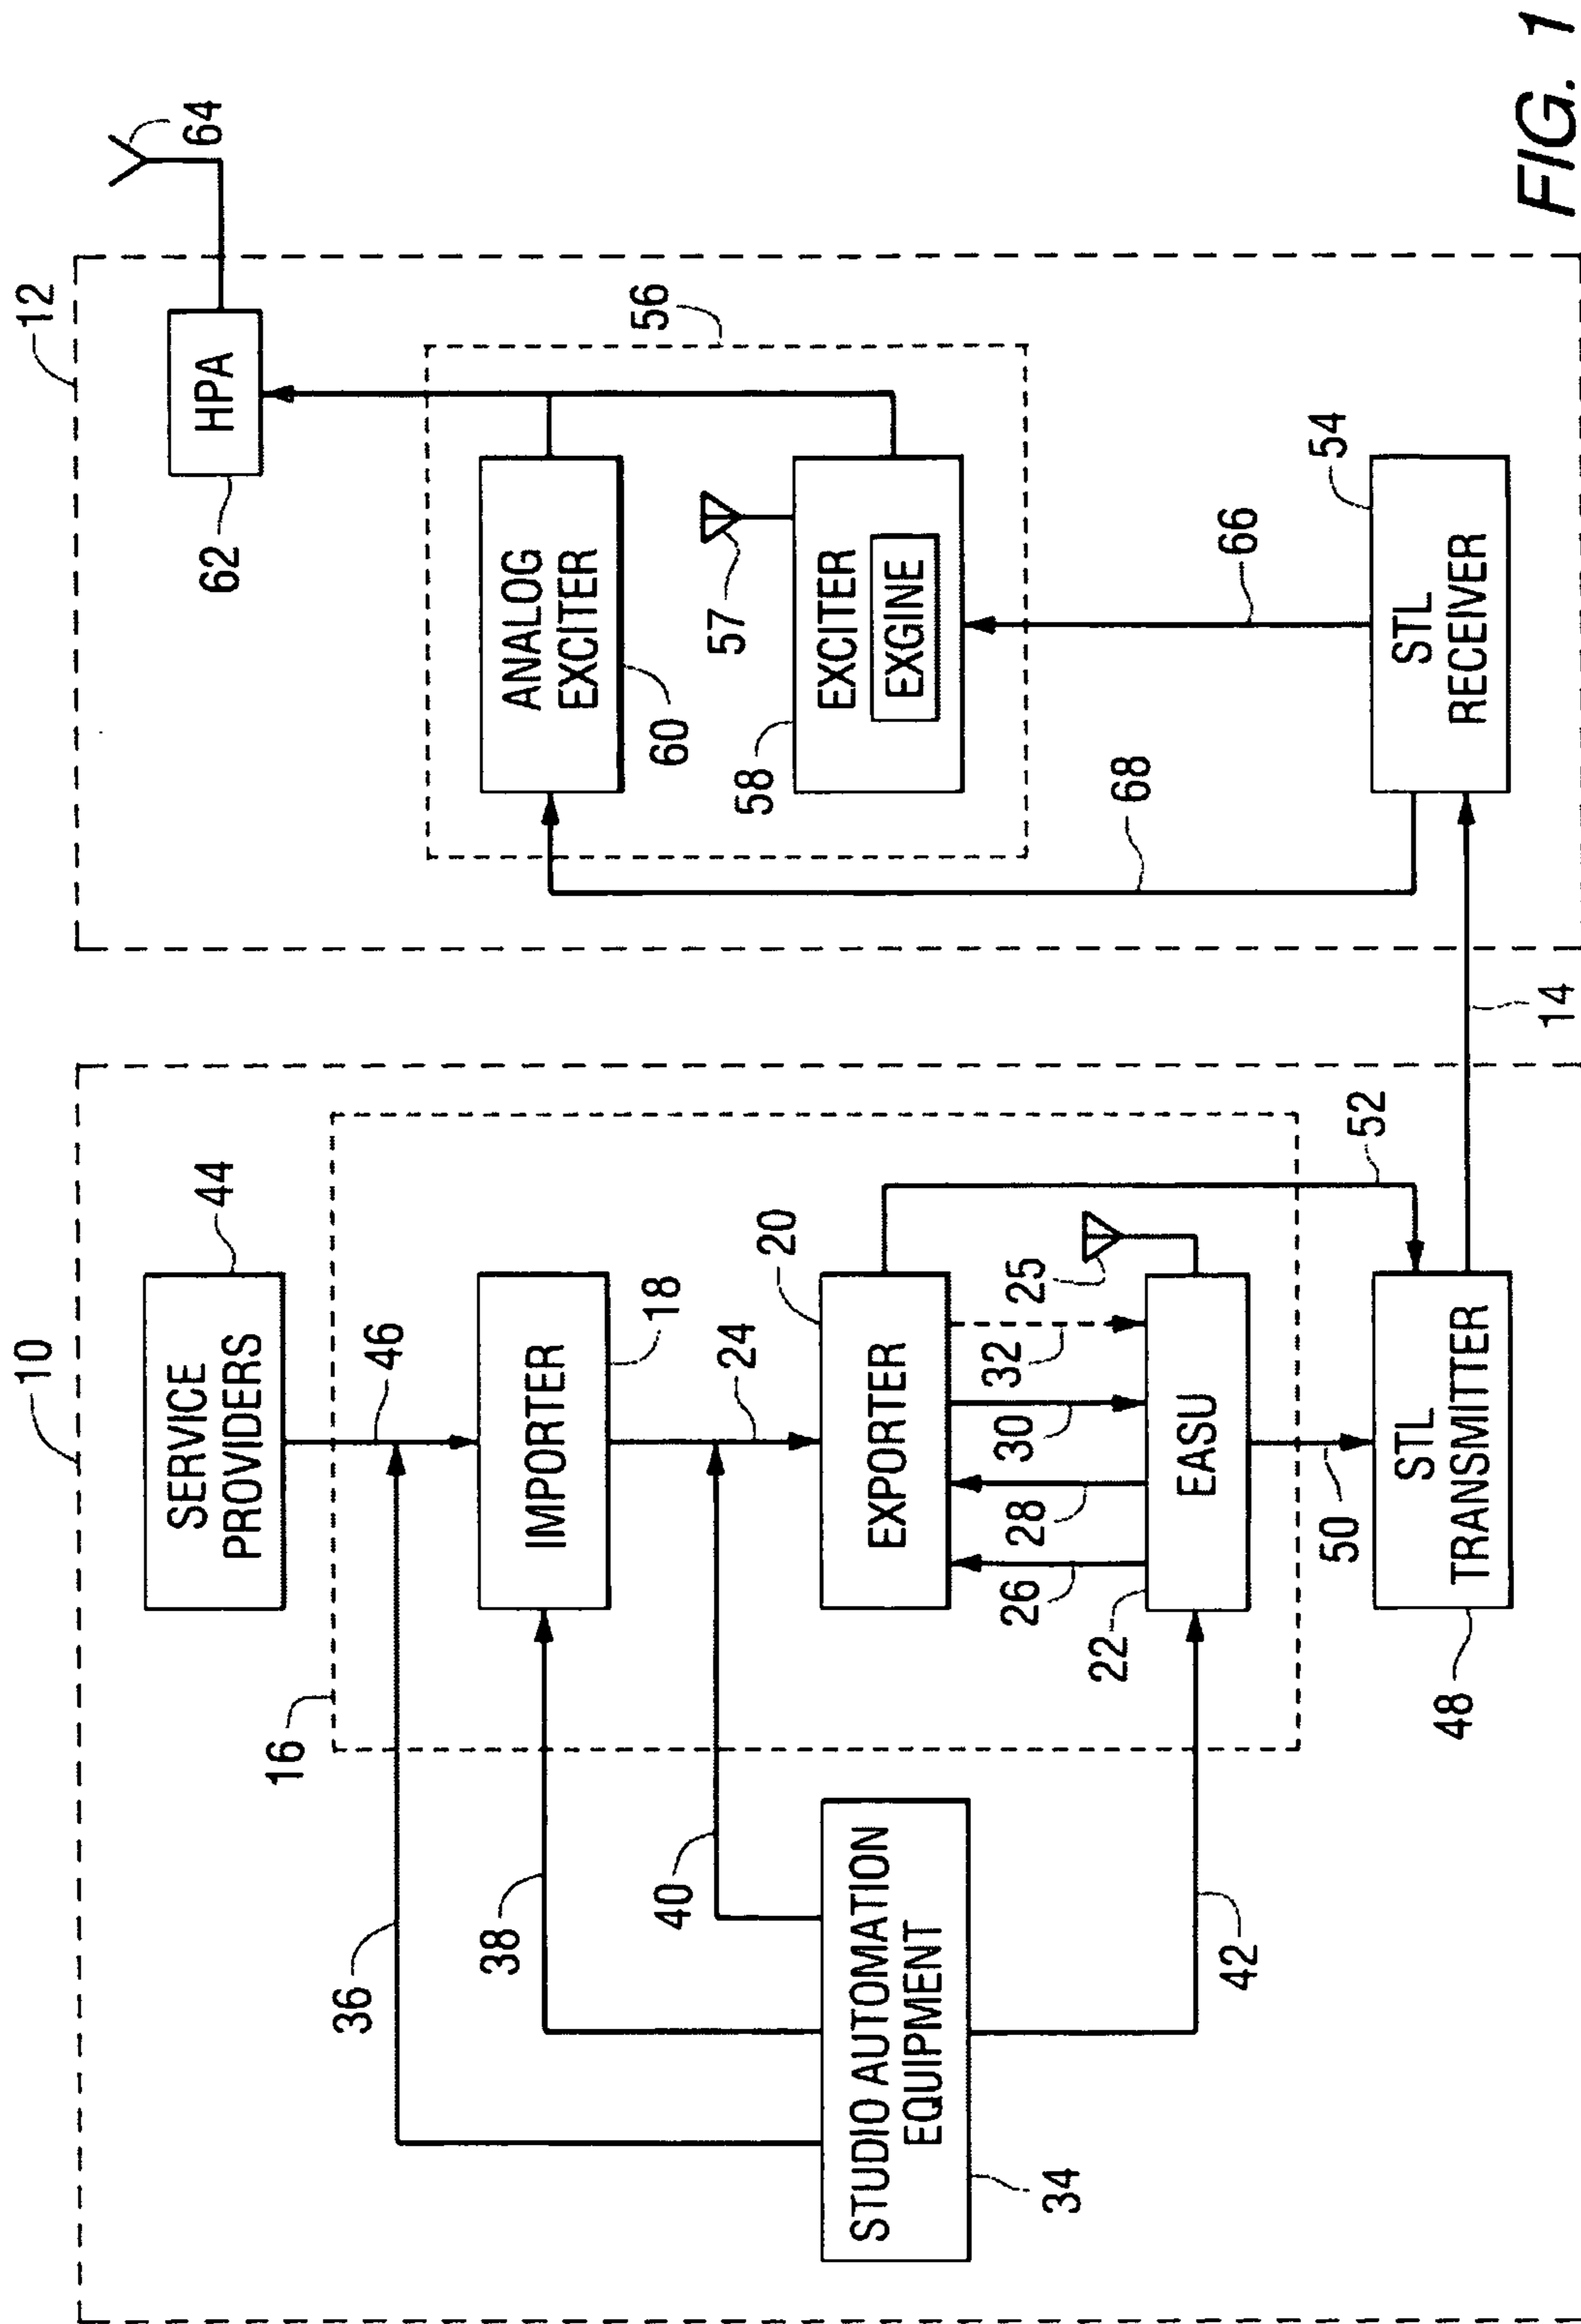 10
44
SERVICE
PROVIDERS
46
36
16
IMPORTER
18
38
24
40
20
EXPORTER
STUDIO AUTOMATION
EQUIPMENT
34
26
28
30
32
25
22
EASU
42
50
52
STL
TRANSMITTER
48
14
12
64
HPA
62
56
ANALOG
EXCITER
60
57
58
EXCITER
EXGINE
66
68
54
STL
RECEIVER
FIG. 1